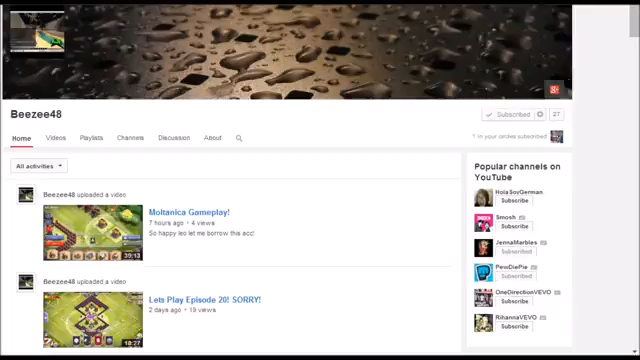 Beezee48
Subscribed 27
Home Videos Playlists Channels Discussion About
1 in your circles subscribed
All activities
Popular channels on YouTube
Beezee48 uploaded a video
Moltanica Gameplay!
7 hours ago • 4 views
So happy leo let me borrow this acc!
39:13
Beezee48 uploaded a video
Lets Play Episode 20! SORRY!
2 days ago • 19 views
18:27
HolaSoyGerman
Subscribe
Smosh
Subscribe
JennaMarbles
Subscribed
PewDiePie
Subscribed
OneDirectionVEVO
Subscribe
RihannaVEVO
Subscribe